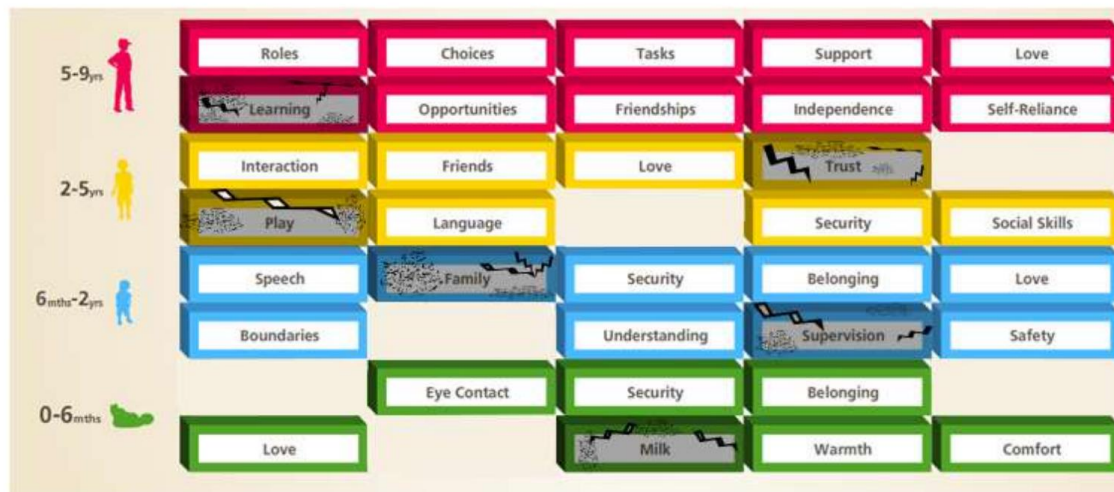 Roles Choices Tasks Support Love
5-9yrs
Learning Opportunities Friendships Independence Self-Reliance
Interaction Friends Love Trust
2-5yrs
Play Language Security Social Skills
Speech Family Security Belonging Love
6mths-2yrs
Boundaries Understanding Supervision Safety
Eye Contact Security Belonging
0-6mths
Love Milk Warmth Comfort